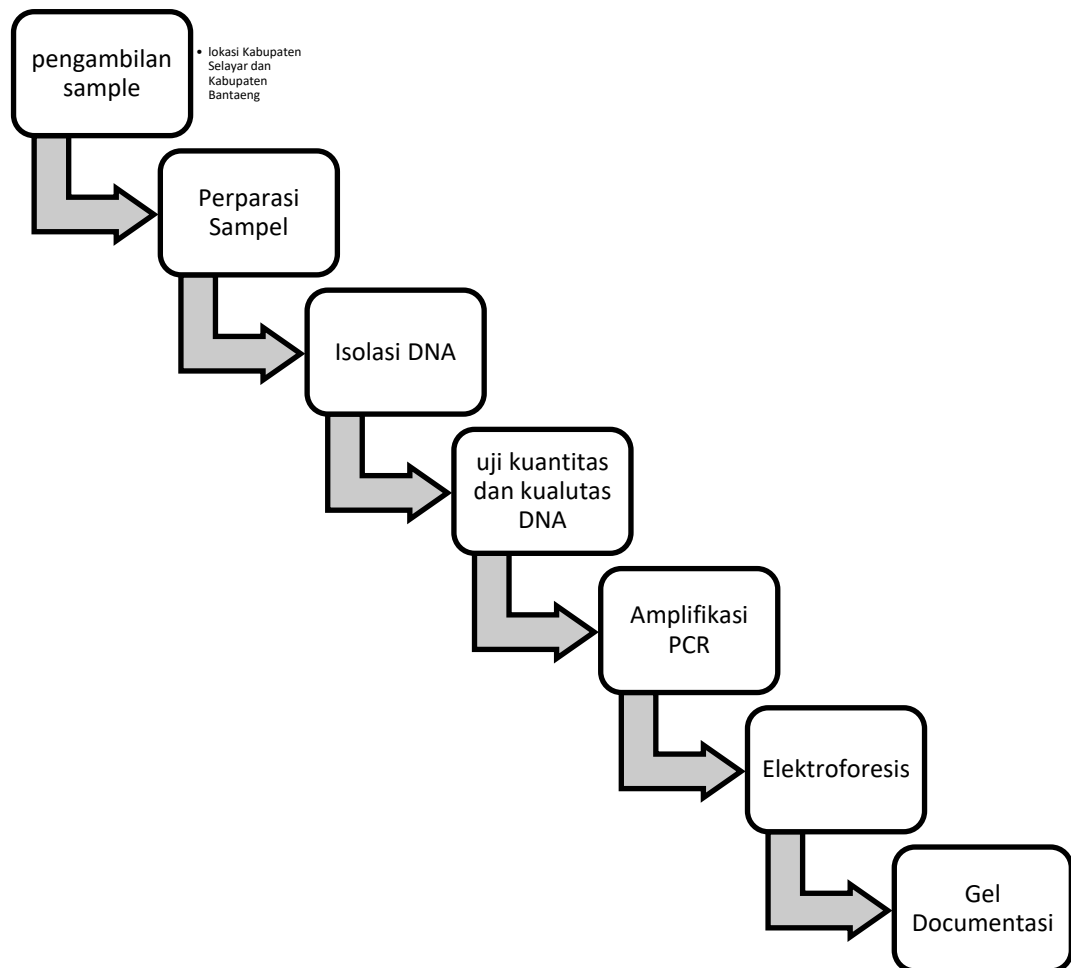 pengambilan
sample
• lokasi Kabupaten
Selayar dan
Kabupaten
Bantaeng
Perparasi
Sampel
Isolasi DNA
uji kuantitas
dan kualutas
DNA
Amplifikasi
PCR
Elektroforesis
Gel
Documentasi